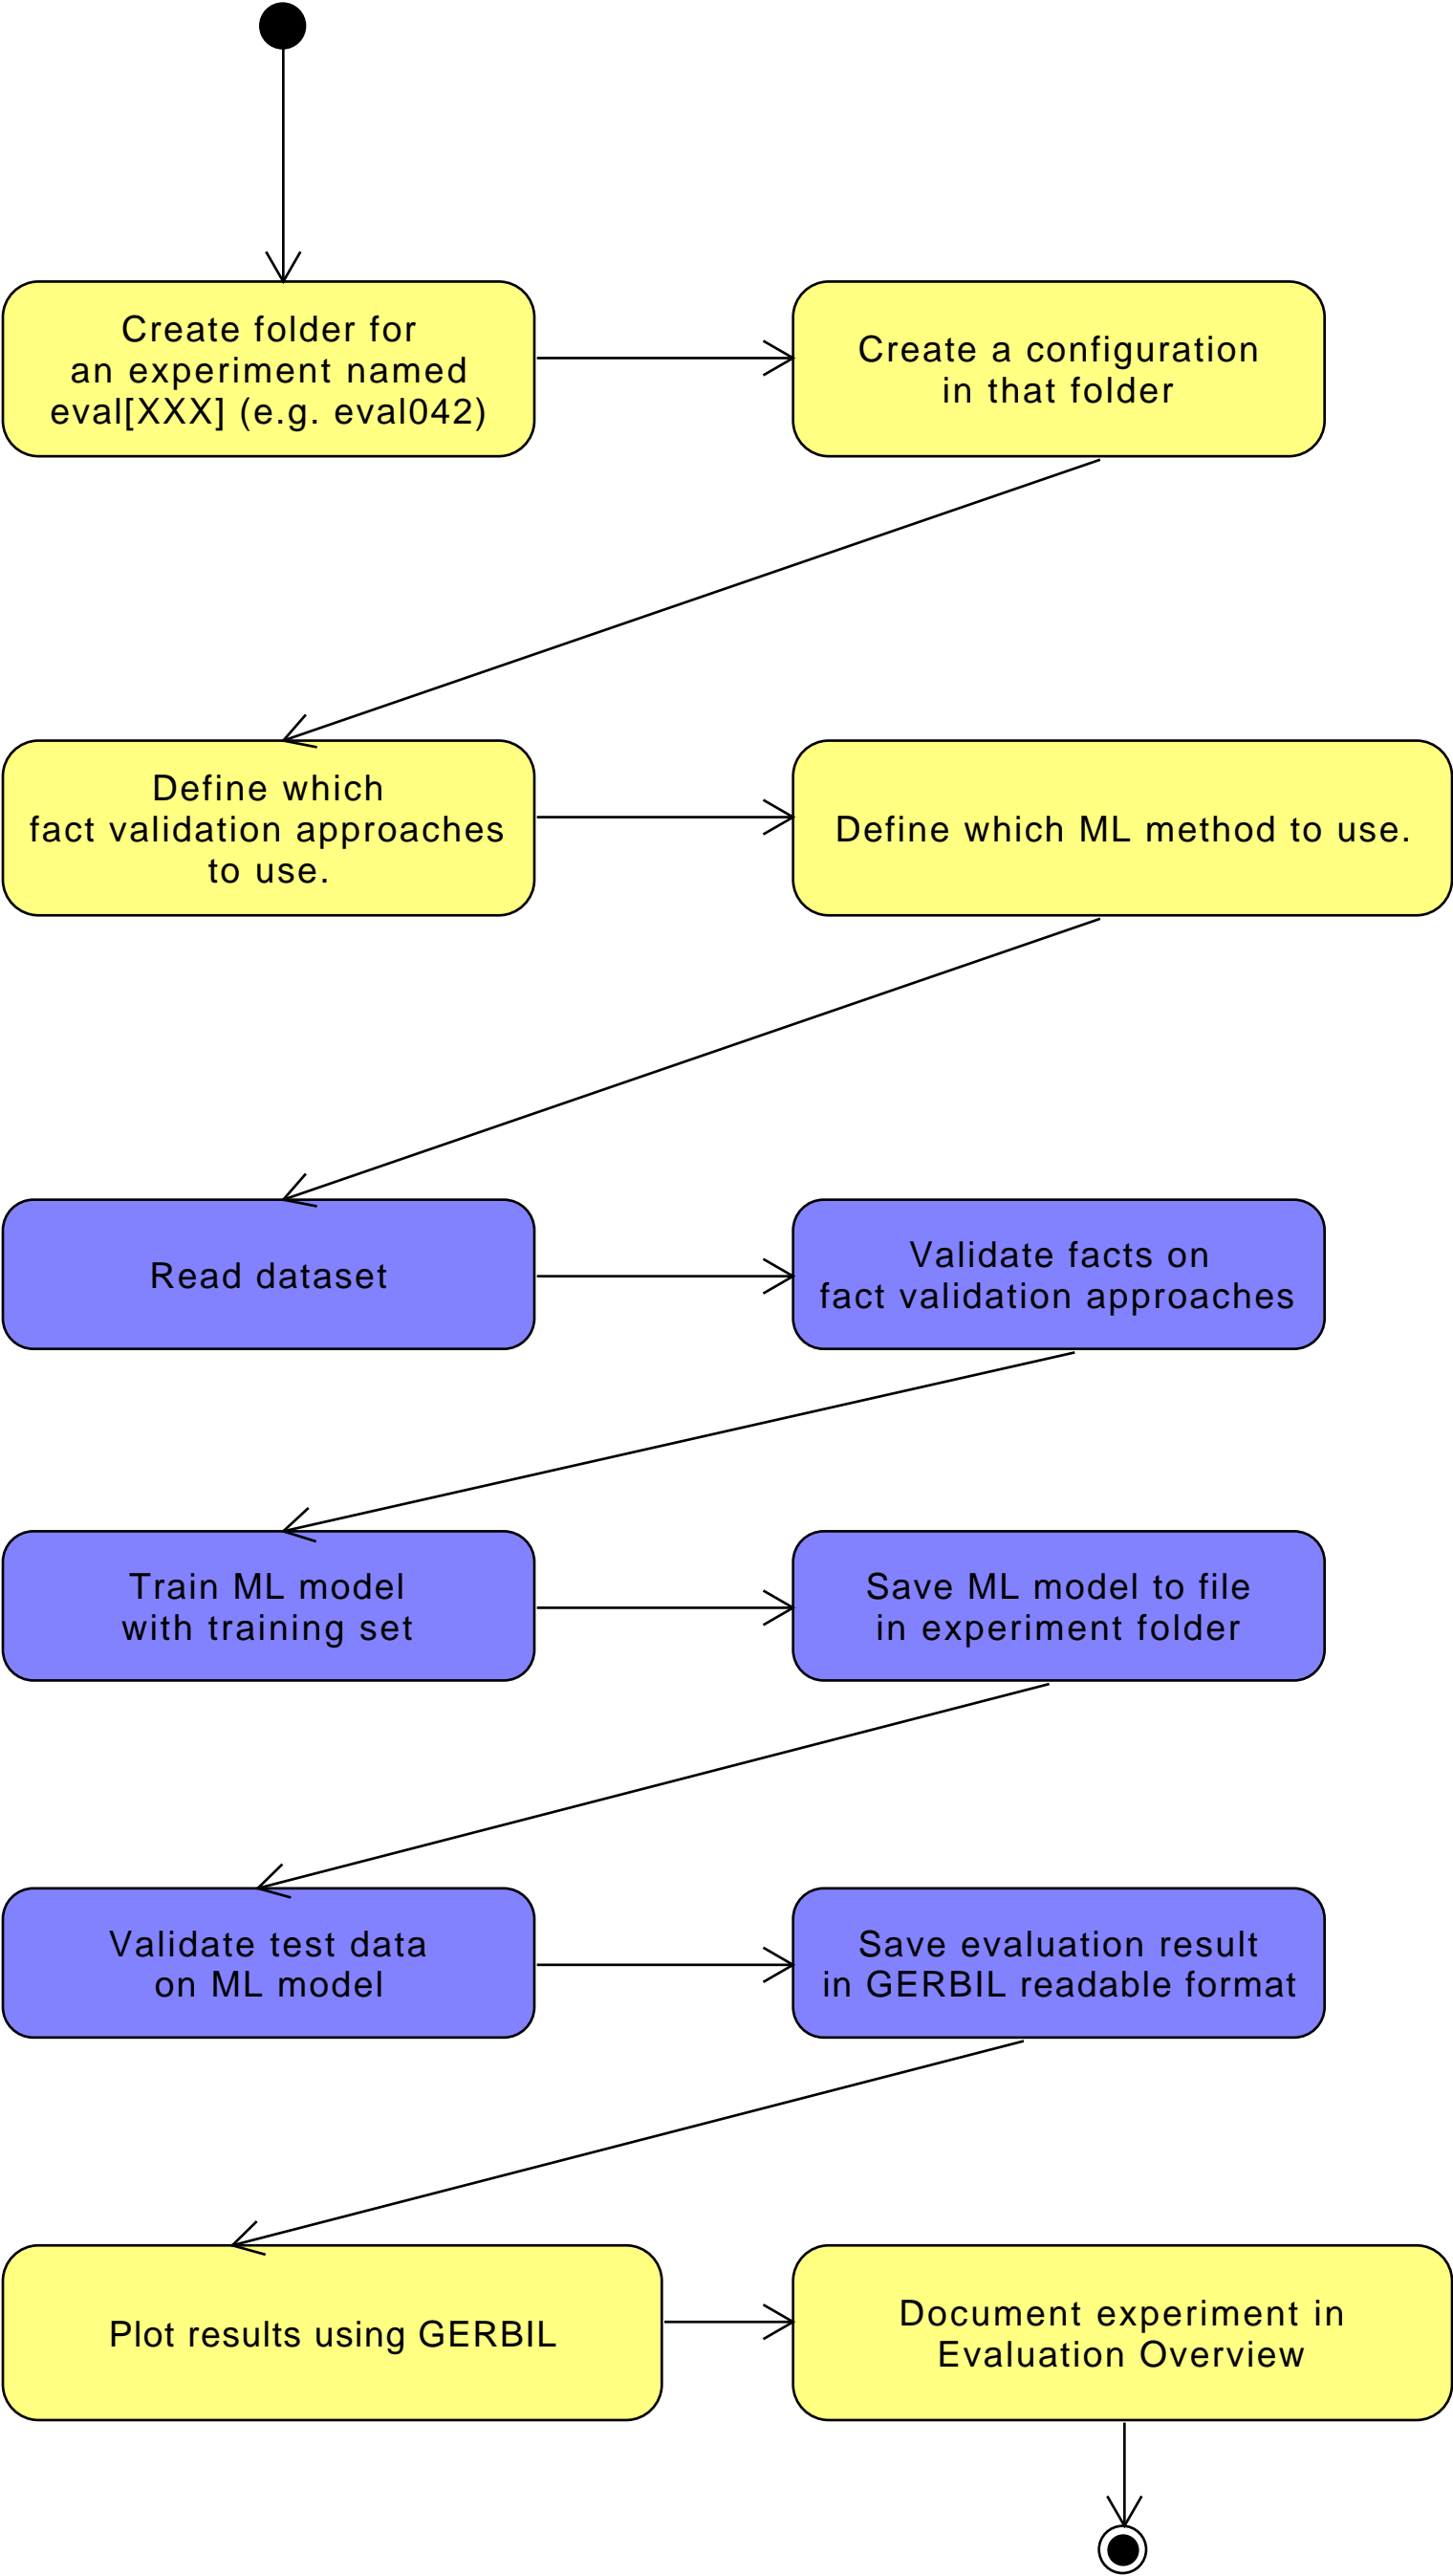 Create folder for
an experiment named
eval[XXX] (e.g. eval042)
Create a configuration
in that folder
Define which
fact validation approaches
to use.
Define which ML method to use.
Read dataset
Validate facts on
fact validation approaches
Train ML model
with training set
Save ML model to file
in experiment folder
Validate test data
on ML model
Save evaluation result
in GERBIL readable format
Plot results using GERBIL
Document experiment in
Evaluation Overview